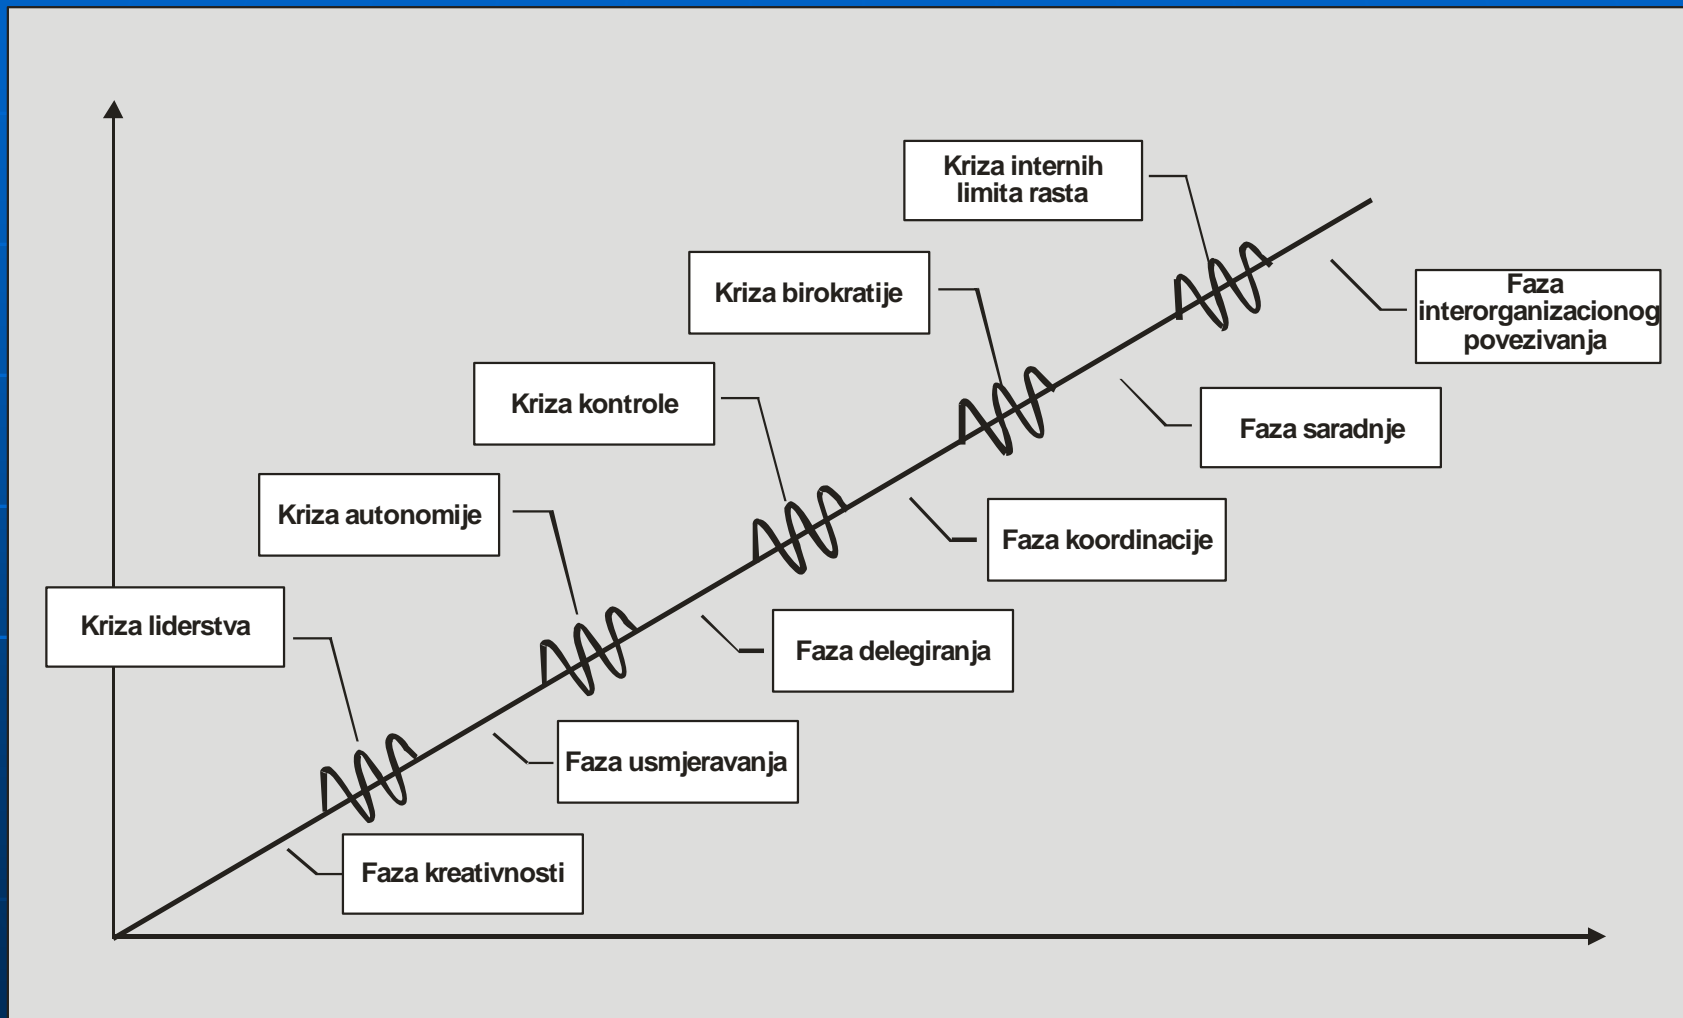 Kriza internih
limita rasta
Kriza birokratije
Faza
interorganizacionog
povezivanja
Kriza kontrole
Faza saradnje
Kriza autonomije
Faza koordinacije
Kriza liderstva
Faza delegiranja
Faza usmjeravanja
Faza kreativnosti